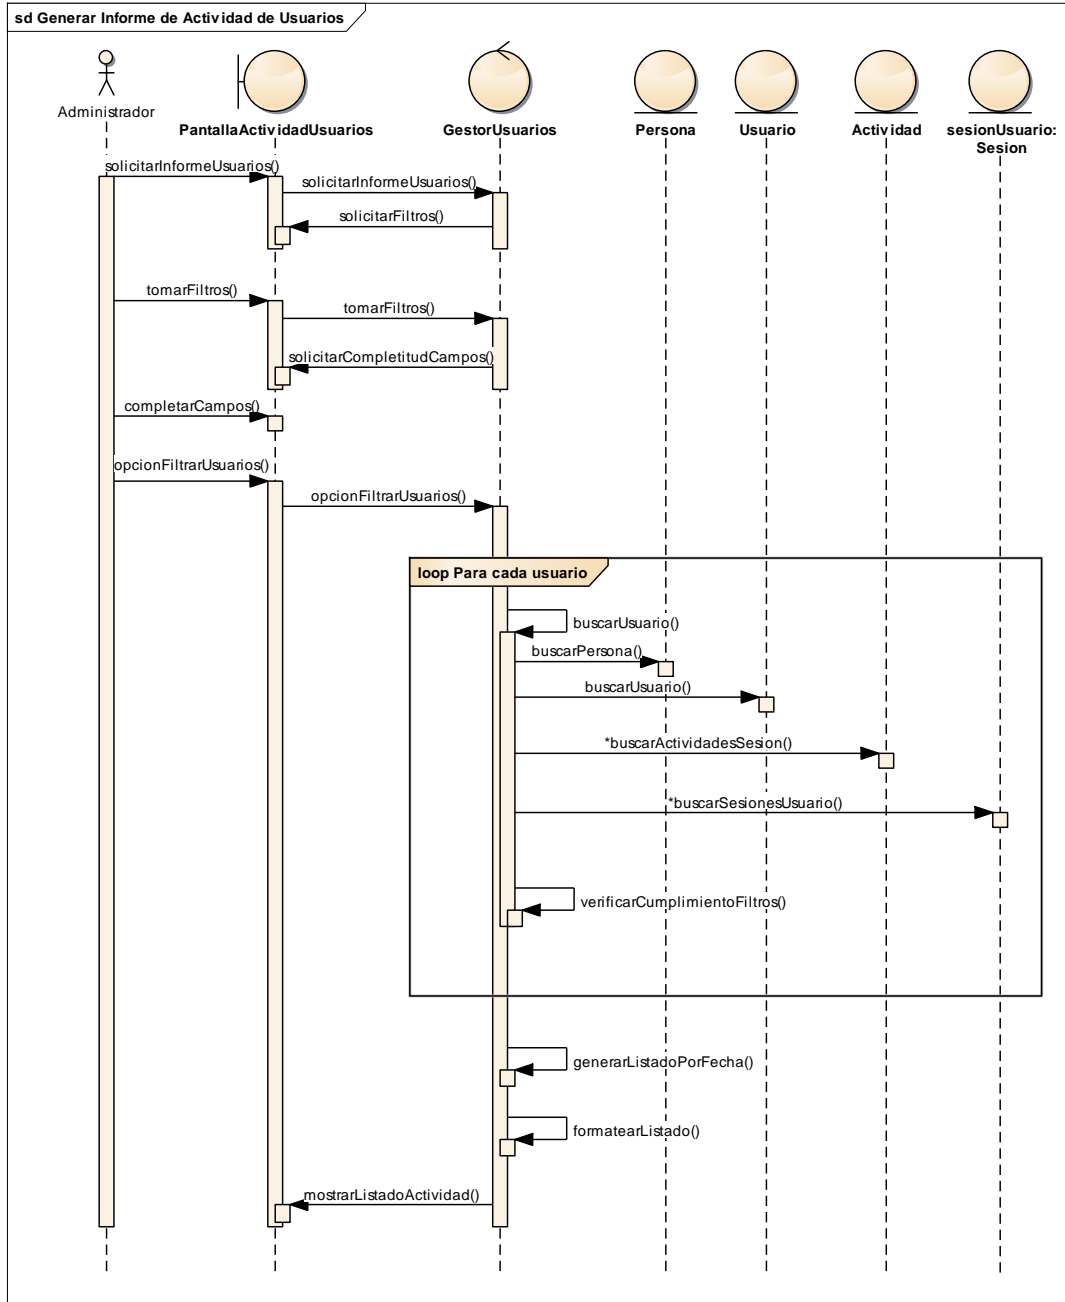 sd Generar Informe de Actividad de Usuarios
Administrador
PantallaActividadUsuarios
GestorUsuarios
Persona
Usuario
Actividad
sesionUsuario:
Sesion
solicitarInformeUsuarios()
solicitarInformeUsuarios()
solicitarFiltros()
tomarFiltros()
tomarFiltros()
solicitarCompletitudCampos()
completarCampos()
opcionFiltrarUsuarios()
opcionFiltrarUsuarios()
loop Para cada usuario
buscarUsuario()
buscarPersona()
buscarUsuario()
*buscarActividadesSesion()
*buscarSesionesUsuario()
verificarCumplimientoFiltros()
generarListadoPorFecha()
formatearListado()
mostrarListadoActividad()